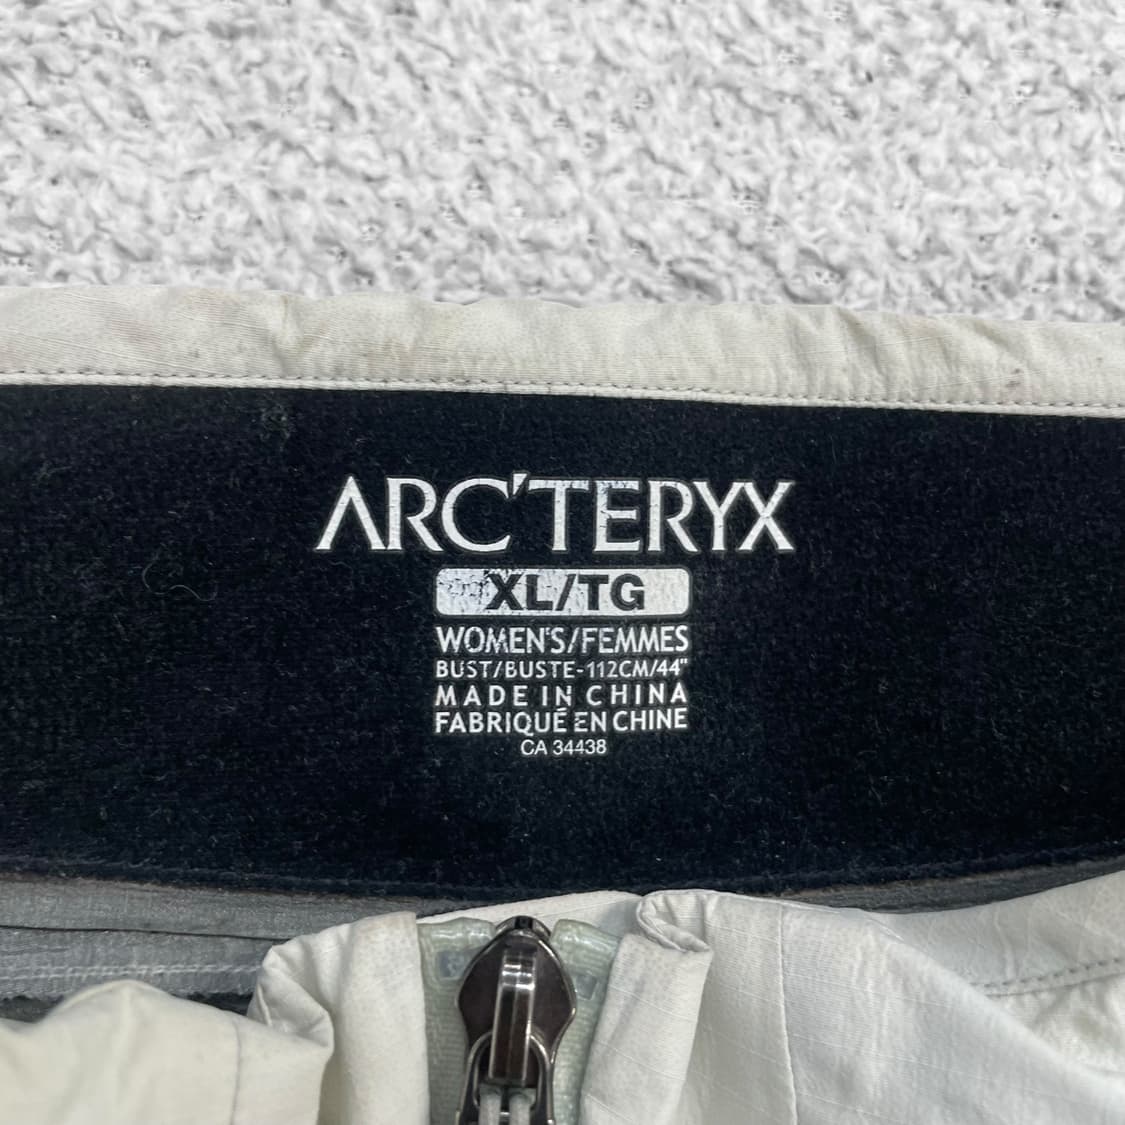 ARC'TERYX
XL/TG
WOMEN'S/FEMMES
BUST/BUSTE-112CM/44"
MADE IN CHINA
FABRIQUÉ EN CHINE
CA 34438